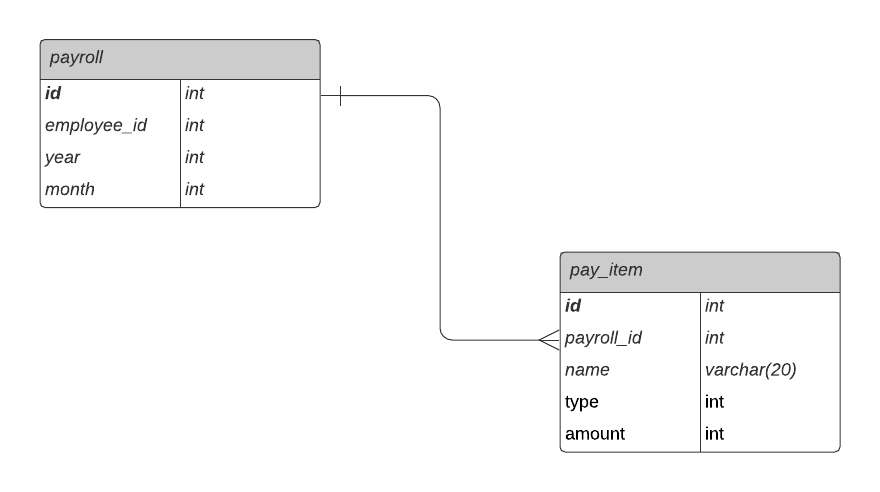 payroll
id int
employee_id int
year int
month int
pay_item
id int
payroll_id int
name varchar(20)
type int
amount int